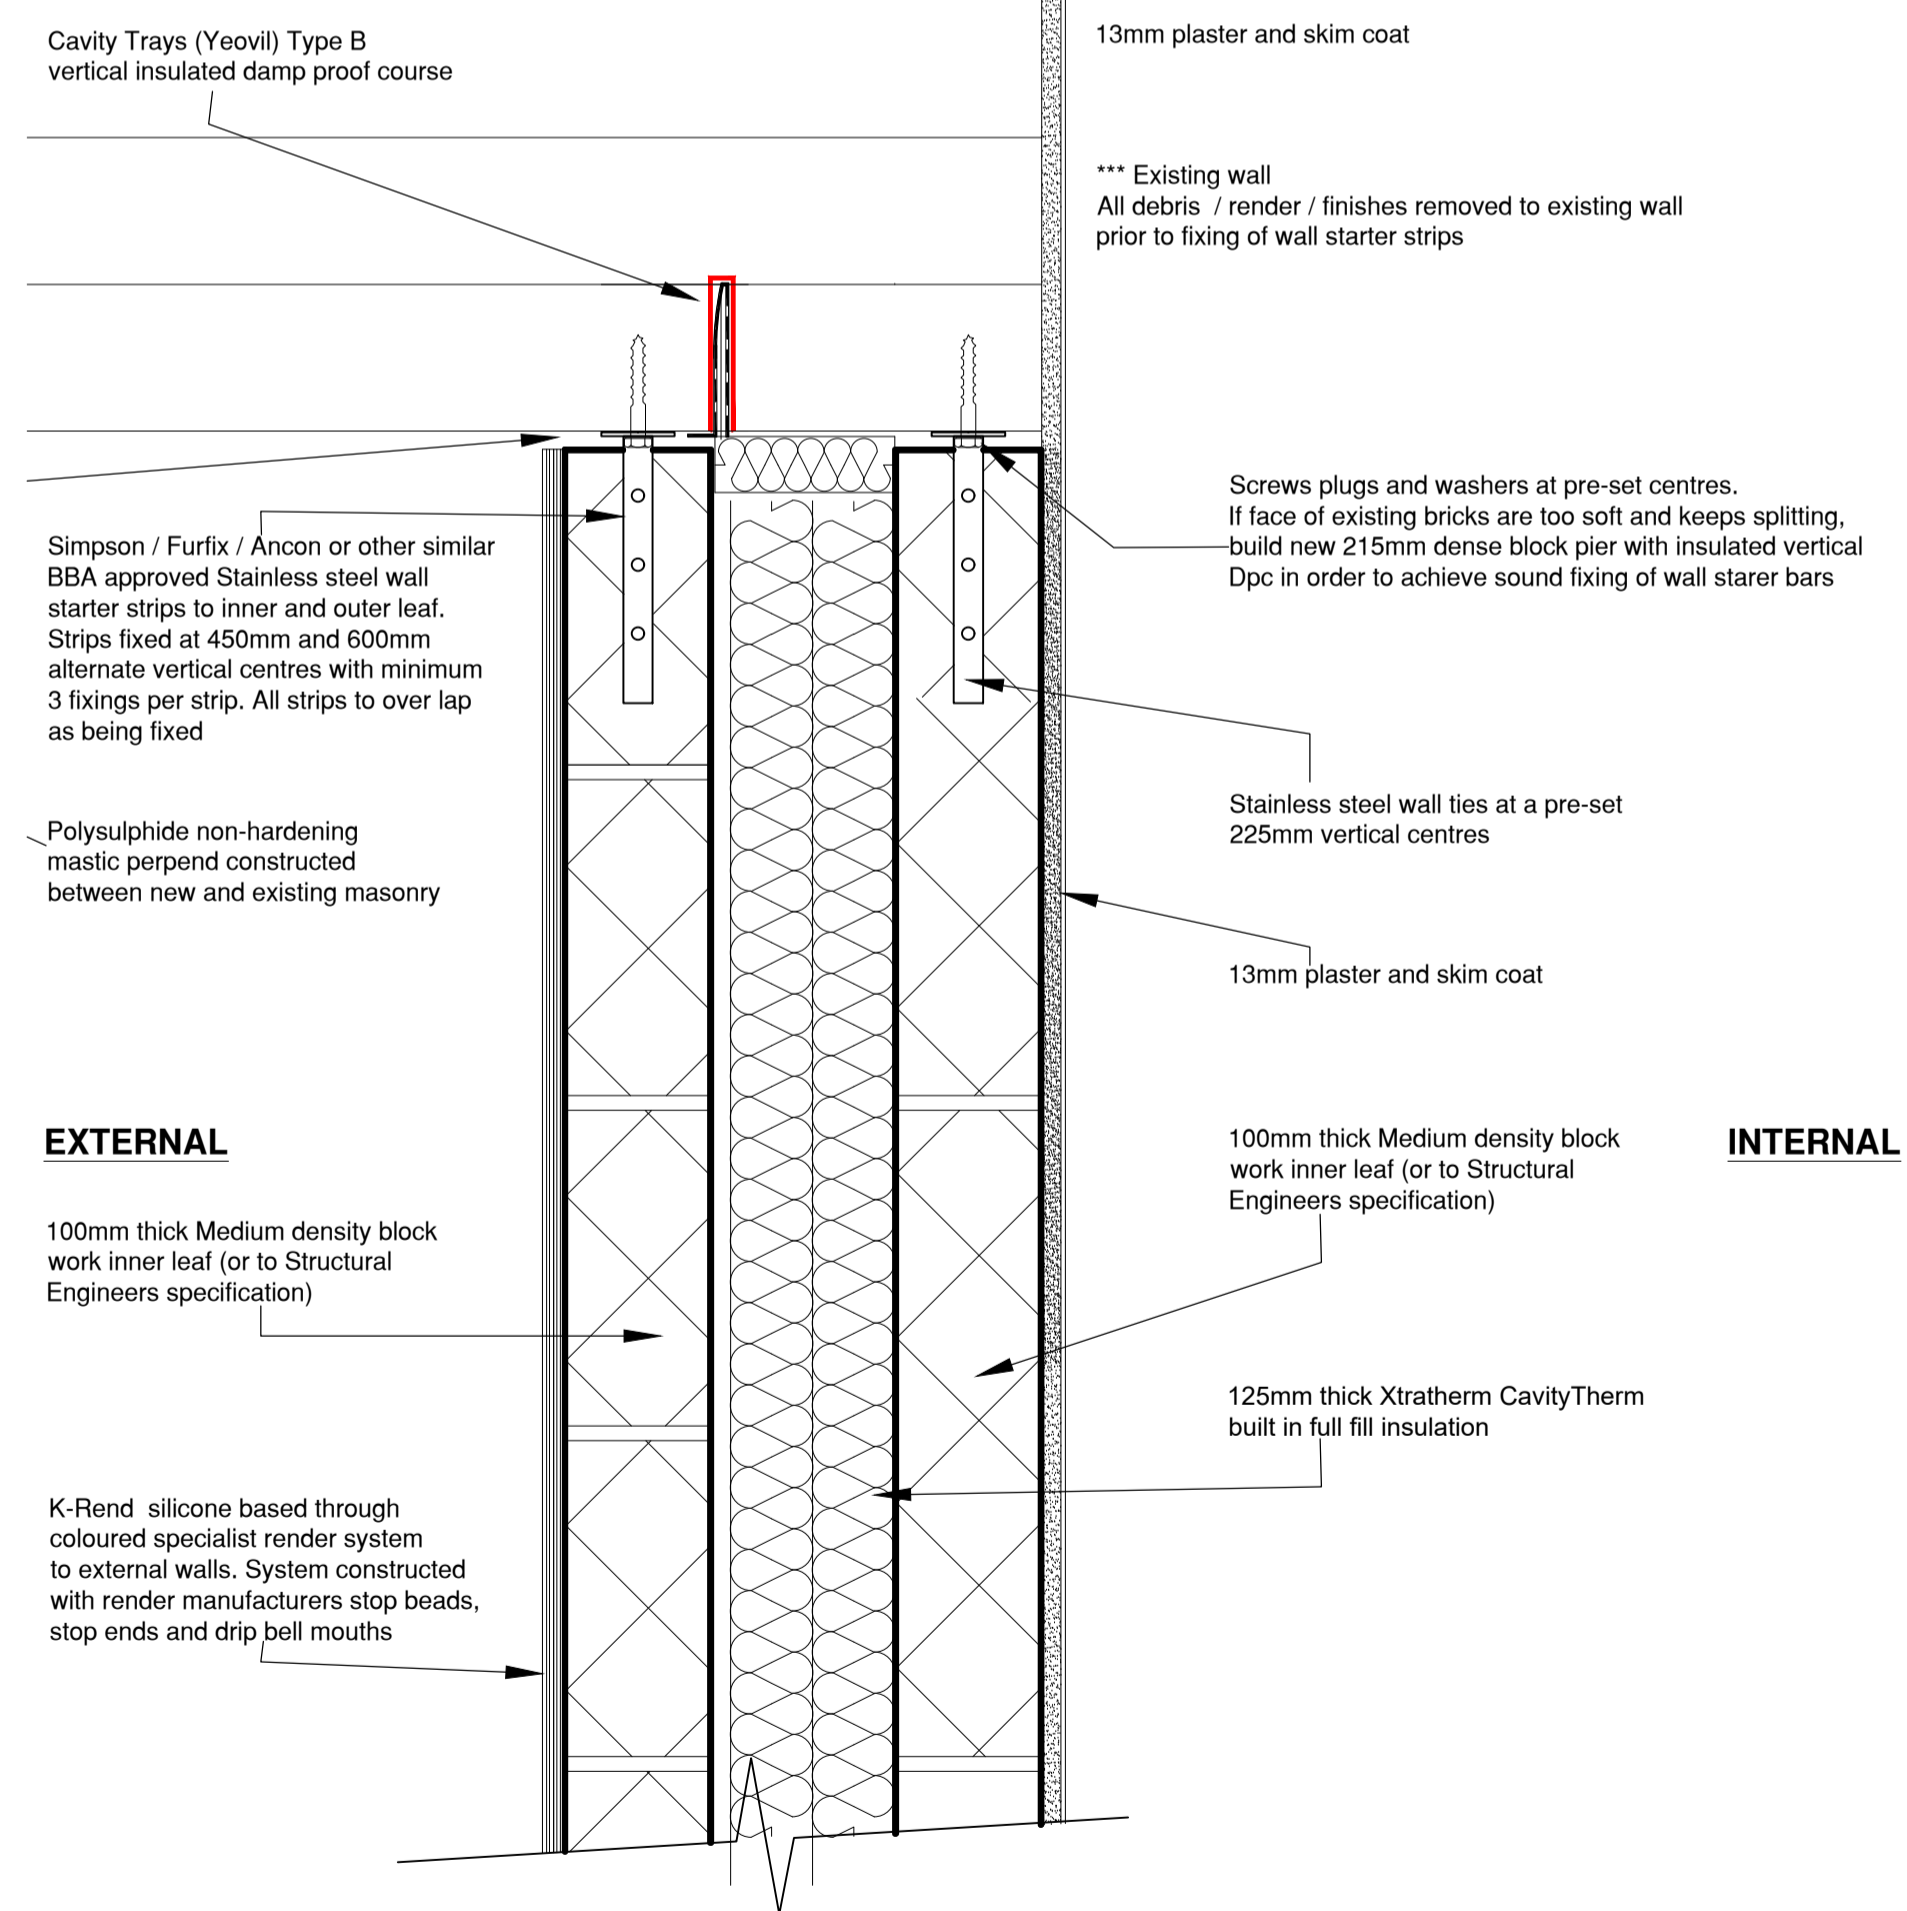 Cavity Trays (Yeovil) Type B
vertical insulated damp proof course
13mm plaster and skim coat
*** Existing wall
All debris / render / finishes removed to existing wall
prior to fixing of wall starter strips
Screws plugs and washers at pre-set centres.
If face of existing bricks are too soft and keeps splitting,
build new 215mm dense block pier with insulated vertical
Dpc in order to achieve sound fixing of wall starer bars
Simpson / Furfix / Ancon or other similar
BBA approved Stainless steel wall
starter strips to inner and outer leaf.
Strips fixed at 450mm and 600mm
alternate vertical centres with minimum
3 fixings per strip. All strips to over lap
as being fixed
Stainless steel wall ties at a pre-set
225mm vertical centres
Polysulphide non-hardening
mastic perpend constructed
between new and existing masonry
13mm plaster and skim coat
EXTERNAL
INTERNAL
100mm thick Medium density block
work inner leaf (or to Structural
Engineers specification)
100mm thick Medium density block
work inner leaf (or to Structural
Engineers specification)
125mm thick Xtratherm CavityTherm
built in full fill insulation
K-Rend silicone based through
coloured specialist render system
to external walls. System constructed
with render manufacturers stop beads,
stop ends and drip bell mouths